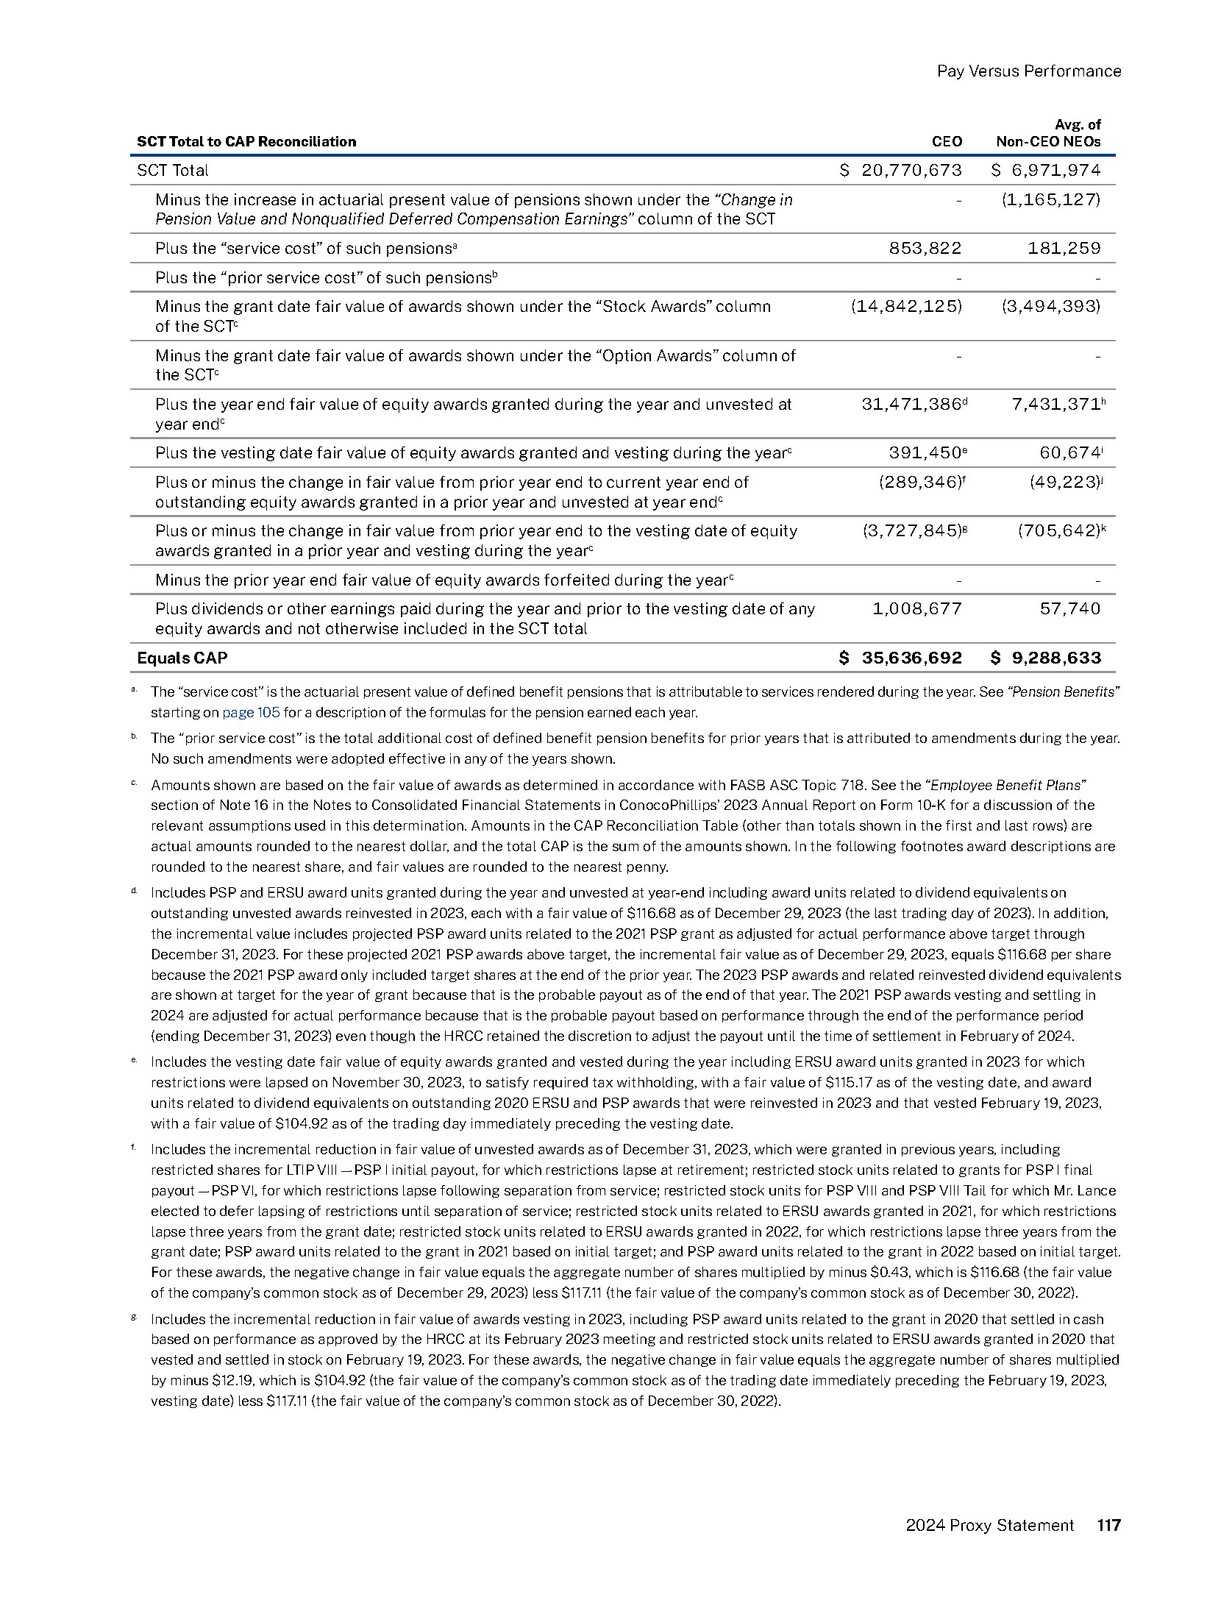 Pay Versus Performance
Avg. of
SCT Total to CAP Reconciliation CEO Non-CEO NEOs
SCT Total $ 20,770,673 $ 6,971,974
Minus the increase in actuarial present value of pensions shown under the “Change in - (1,165,127)
Pension Value and Nonqualified Deferred Compensation Earnings” column of the SCT
Plus the “service cost” of such pensionsa 853,822 181,259
Plus the “prior service cost” of such pensionsb - -
Minus the grant date fair value of awards shown under the “Stock Awards” column (14,842,125) (3,494,393)
of the SCTc
Minus the grant date fair value of awards shown under the “Option Awards” column of - -
the SCTc
Plus the year end fair value of equity awards granted during the year and unvested at 31,471,386d 7,431,371h
year endc
Plus the vesting date fair value of equity awards granted and vesting during the yearc 391,450e 60,674i
Plus or minus the change in fair value from prior year end to current year end of (289,346)f (49,223)j
outstanding equity awards granted in a prior year and unvested at year endc
Plus or minus the change in fair value from prior year end to the vesting date of equity (3,727,845)g (705,642)k
awards granted in a prior year and vesting during the yearc
Minus the prior year end fair value of equity awards forfeited during the yearc - -
Plus dividends or other earnings paid during the year and prior to the vesting date of any 1,008,677 57,740
equity awards and not otherwise included in the SCT total
Equals CAP $ 35,636,692 $ 9,288,633
a. The “service cost” is the actuarial present value of defined benefit pensions that is attributable to services rendered during the year. See “Pension Benefits”
starting on page 105 for a description of the formulas for the pension earned each year.
b. The “prior service cost” is the total additional cost of defined benefit pension benefits for prior years that is attributed to amendments during the year.
No such amendments were adopted effective in any of the years shown.
c. Amounts shown are based on the fair value of awards as determined in accordance with FASB ASC Topic 718. See the “Employee Benefit Plans”
section of Note 16 in the Notes to Consolidated Financial Statements in ConocoPhillips’ 2023 Annual Report on Form 10-K for a discussion of the
relevant assumptions used in this determination. Amounts in the CAP Reconciliation Table (other than totals shown in the first and last rows) are
actual amounts rounded to the nearest dollar, and the total CAP is the sum of the amounts shown. In the following footnotes award descriptions are
rounded to the nearest share, and fair values are rounded to the nearest penny.
d. Includes PSP and ERSU award units granted during the year and unvested at year-end including award units related to dividend equivalents on
outstanding unvested awards reinvested in 2023, each with a fair value of $116.68 as of December 29, 2023 (the last trading day of 2023). In addition,
the incremental value includes projected PSP award units related to the 2021 PSP grant as adjusted for actual performance above target through
December 31, 2023. For these projected 2021 PSP awards above target, the incremental fair value as of December 29, 2023, equals $116.68 per share
because the 2021 PSP award only included target shares at the end of the prior year. The 2023 PSP awards and related reinvested dividend equivalents
are shown at target for the year of grant because that is the probable payout as of the end of that year. The 2021 PSP awards vesting and settling in
2024 are adjusted for actual performance because that is the probable payout based on performance through the end of the performance period
(ending December 31, 2023) even though the HRCC retained the discretion to adjust the payout until the time of settlement in February of 2024.
e. Includes the vesting date fair value of equity awards granted and vested during the year including ERSU award units granted in 2023 for which
restrictions were lapsed on November 30, 2023, to satisfy required tax withholding, with a fair value of $115.17 as of the vesting date, and award
units related to dividend equivalents on outstanding 2020 ERSU and PSP awards that were reinvested in 2023 and that vested February 19, 2023,
with a fair value of $104.92 as of the trading day immediately preceding the vesting date.
f. Includes the incremental reduction in fair value of unvested awards as of December 31, 2023, which were granted in previous years, including
restricted shares for LTIP VIII — PSP I initial payout, for which restrictions lapse at retirement; restricted stock units related to grants for PSP I final
payout — PSP VI, for which restrictions lapse following separation from service; restricted stock units for PSP VIII and PSP VIII Tail for which Mr. Lance
elected to defer lapsing of restrictions until separation of service; restricted stock units related to ERSU awards granted in 2021, for which restrictions
lapse three years from the grant date; restricted stock units related to ERSU awards granted in 2022, for which restrictions lapse three years from the
grant date; PSP award units related to the grant in 2021 based on initial target; and PSP award units related to the grant in 2022 based on initial target.
For these awards, the negative change in fair value equals the aggregate number of shares multiplied by minus $0.43, which is $116.68 (the fair value
of the company’s common stock as of December 29, 2023) less $117.11 (the fair value of the company’s common stock as of December 30, 2022).
g. Includes the incremental reduction in fair value of awards vesting in 2023, including PSP award units related to the grant in 2020 that settled in cash
based on performance as approved by the HRCC at its February 2023 meeting and restricted stock units related to ERSU awards granted in 2020 that
vested and settled in stock on February 19, 2023. For these awards, the negative change in fair value equals the aggregate number of shares multiplied
by minus $12.19, which is $104.92 (the fair value of the company’s common stock as of the trading date immediately preceding the February 19, 2023,
vesting date) less $117.11 (the fair value of the company’s common stock as of December 30, 2022).
2024 Proxy Statement 117